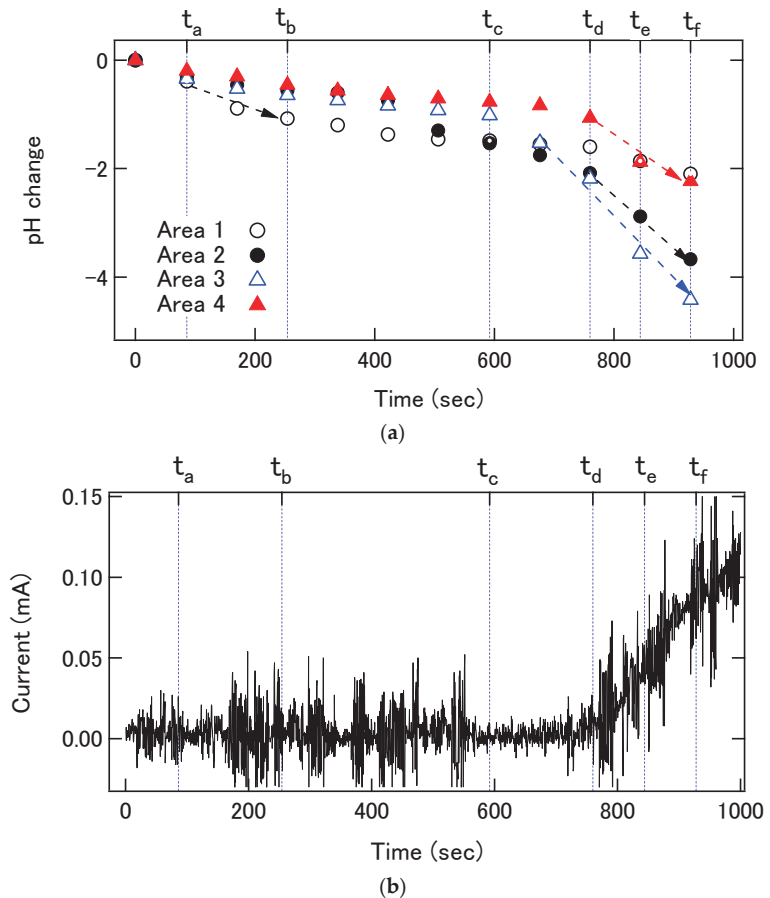 ta tb tc td te tf
0
−2
−4
pH change
Area 1
Area 2
Area 3
Area 4
0 200 400 600 800 1000
Time (sec)
(a)
ta tb tc td te tf
0.15
0.10
0.05
0.00
Current (mA)
0 200 400 600 800 1000
Time (sec)
(b)